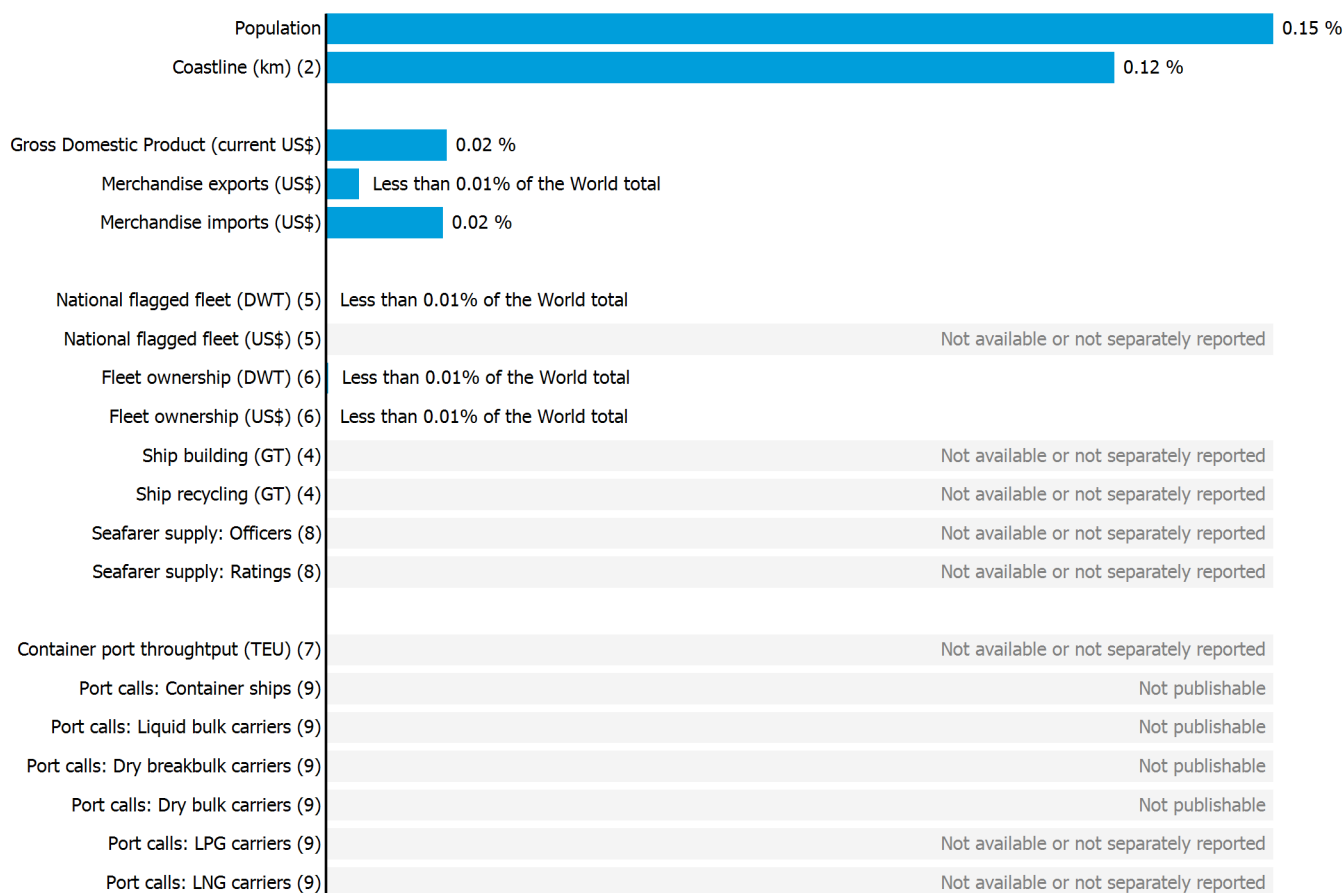 Population 0.15 %
Coastline (km) (2) 0.12 %
Gross Domestic Product (current US$) 0.02 %
Merchandise exports (US$) Less than 0.01% of the World total
Merchandise imports (US$) 0.02 %
National flagged fleet (DWT) (5) Less than 0.01% of the World total
National flagged fleet (US$) (5) Not available or not separately reported
Fleet ownership (DWT) (6) Less than 0.01% of the World total
Fleet ownership (US$) (6) Less than 0.01% of the World total
Ship building (GT) (4) Not available or not separately reported
Ship recycling (GT) (4) Not available or not separately reported
Seafarer supply: Officers (8) Not available or not separately reported
Seafarer supply: Ratings (8) Not available or not separately reported
Container port throughtput (TEU) (7) Not available or not separately reported
Port calls: Container ships (9) Not publishable
Port calls: Liquid bulk carriers (9) Not publishable
Port calls: Dry breakbulk carriers (9) Not publishable
Port calls: Dry bulk carriers (9) Not publishable
Port calls: LPG carriers (9) Not available or not separately reported
Port calls: LNG carriers (9) Not available or not separately reported